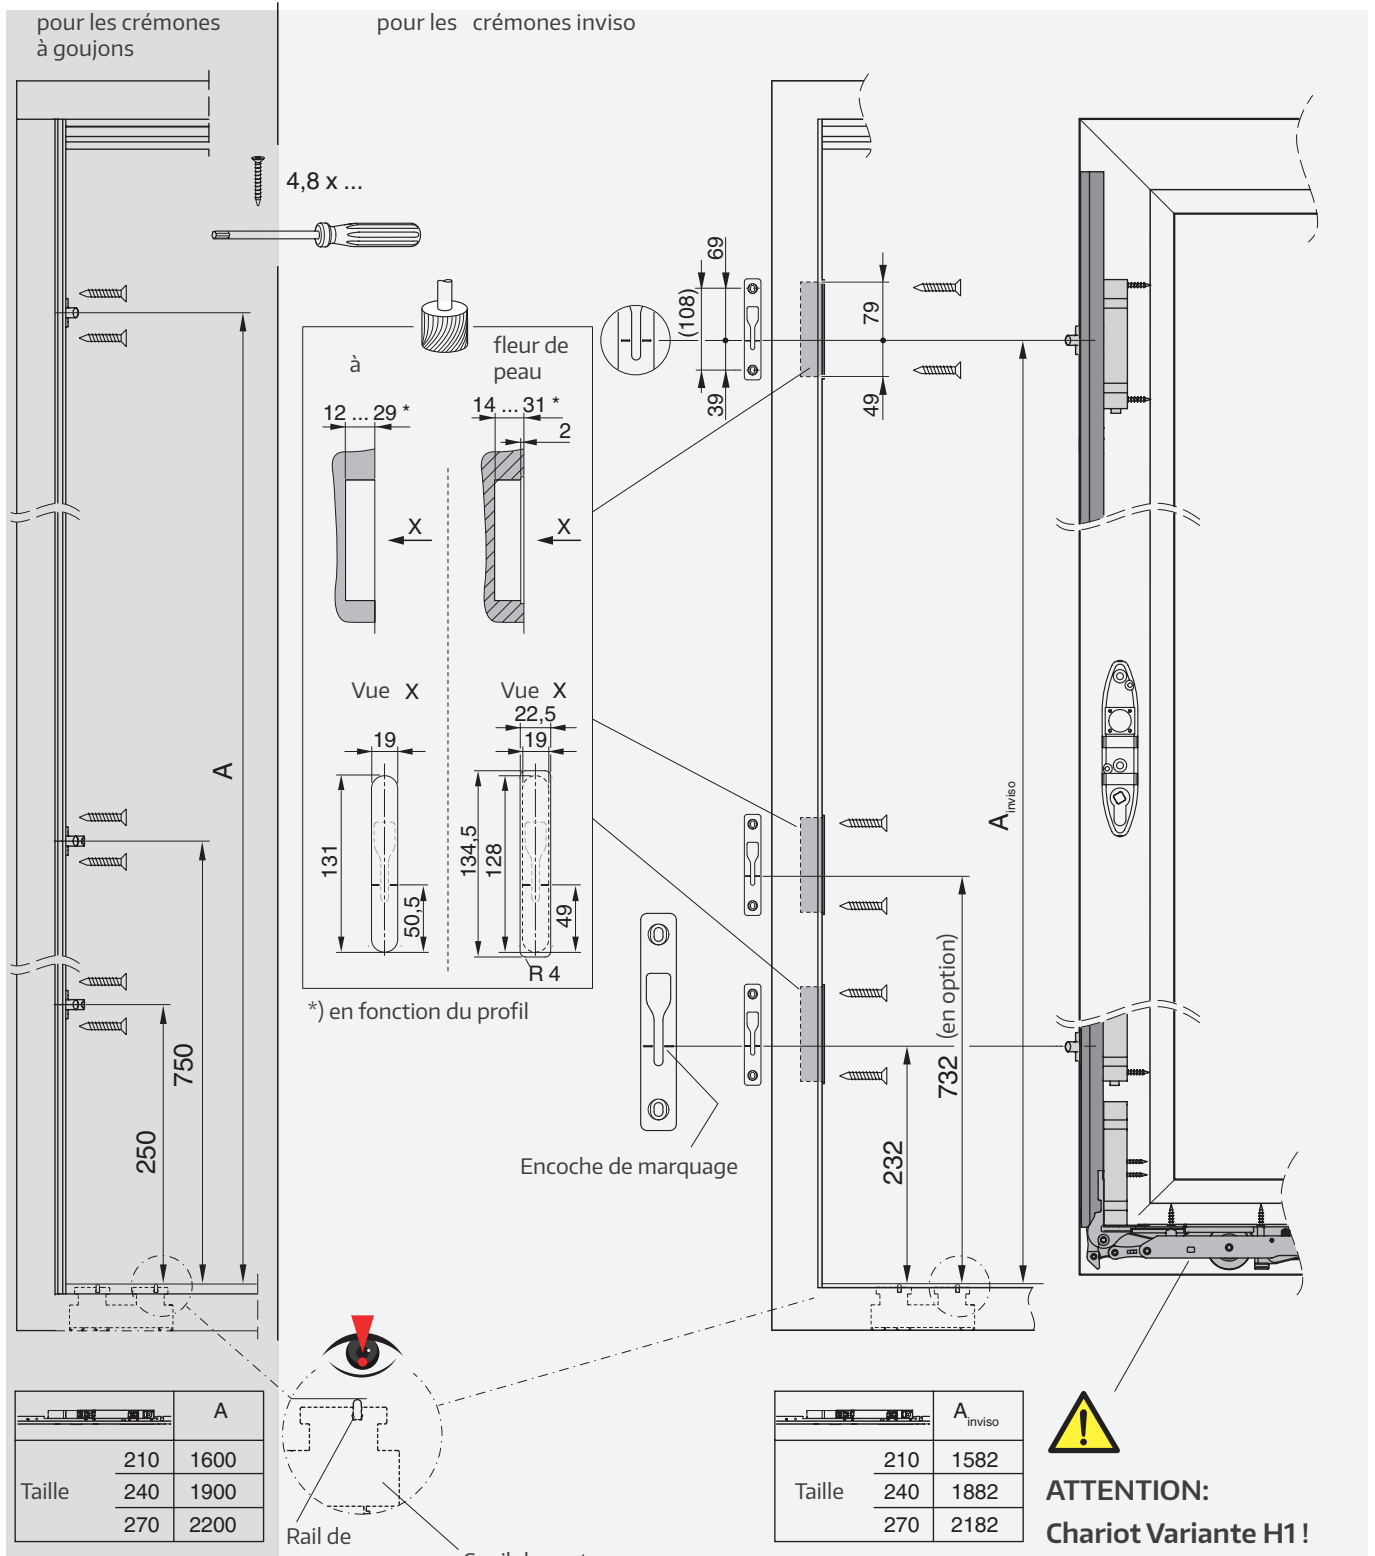 pour les crémones
à goujons
pour les crémones inviso
4,8 x ...
69
(108)
39
79
49
à
fleur de
peau
12 ... 29 *
14 ... 31 *
2
X
X
Vue X
Vue X
22,5
19
19
131
50,5
134,5
128
49
R 4
*) en fonction du profil
A
750
250
A inviso
732 (en option)
232
Encoche de marquage
A
Taille
210 1600
240 1900
270 2200
Rail de
A inviso
Taille
210 1582
240 1882
270 2182
ATTENTION:
Chariot Variante H1 !